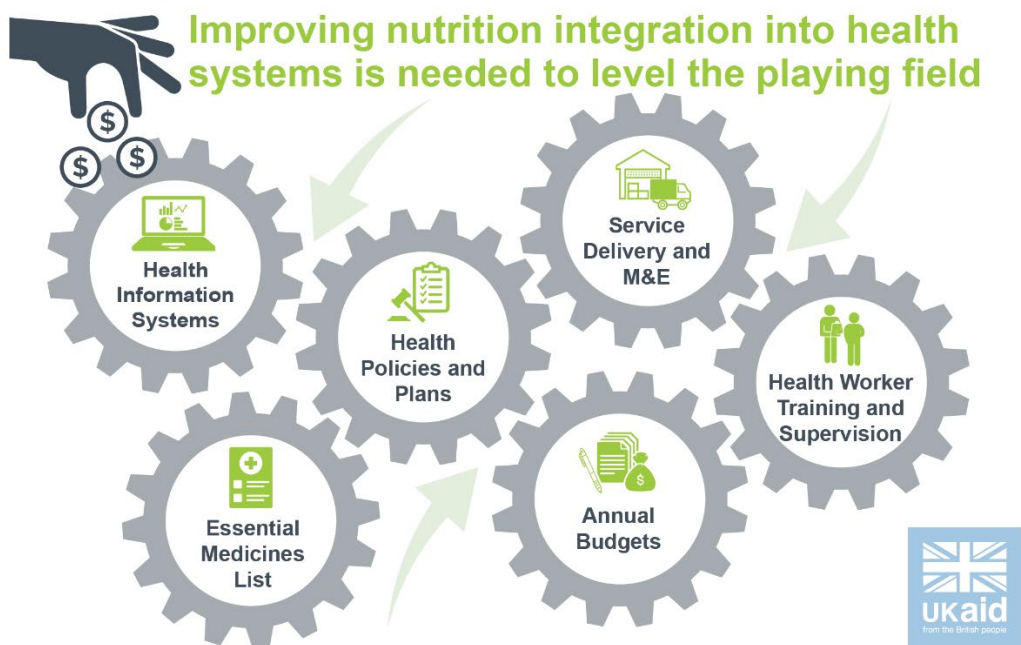 Improving nutrition integration into health
systems is needed to level the playing field
$
$
$
Health
Information
Systems
Health
Policies and
Plans
Service
Delivery and
M&E
Health Worker
Training and
Supervision
Essential
Medicines
List
$
Annual
Budgets
UKaid
from the British people